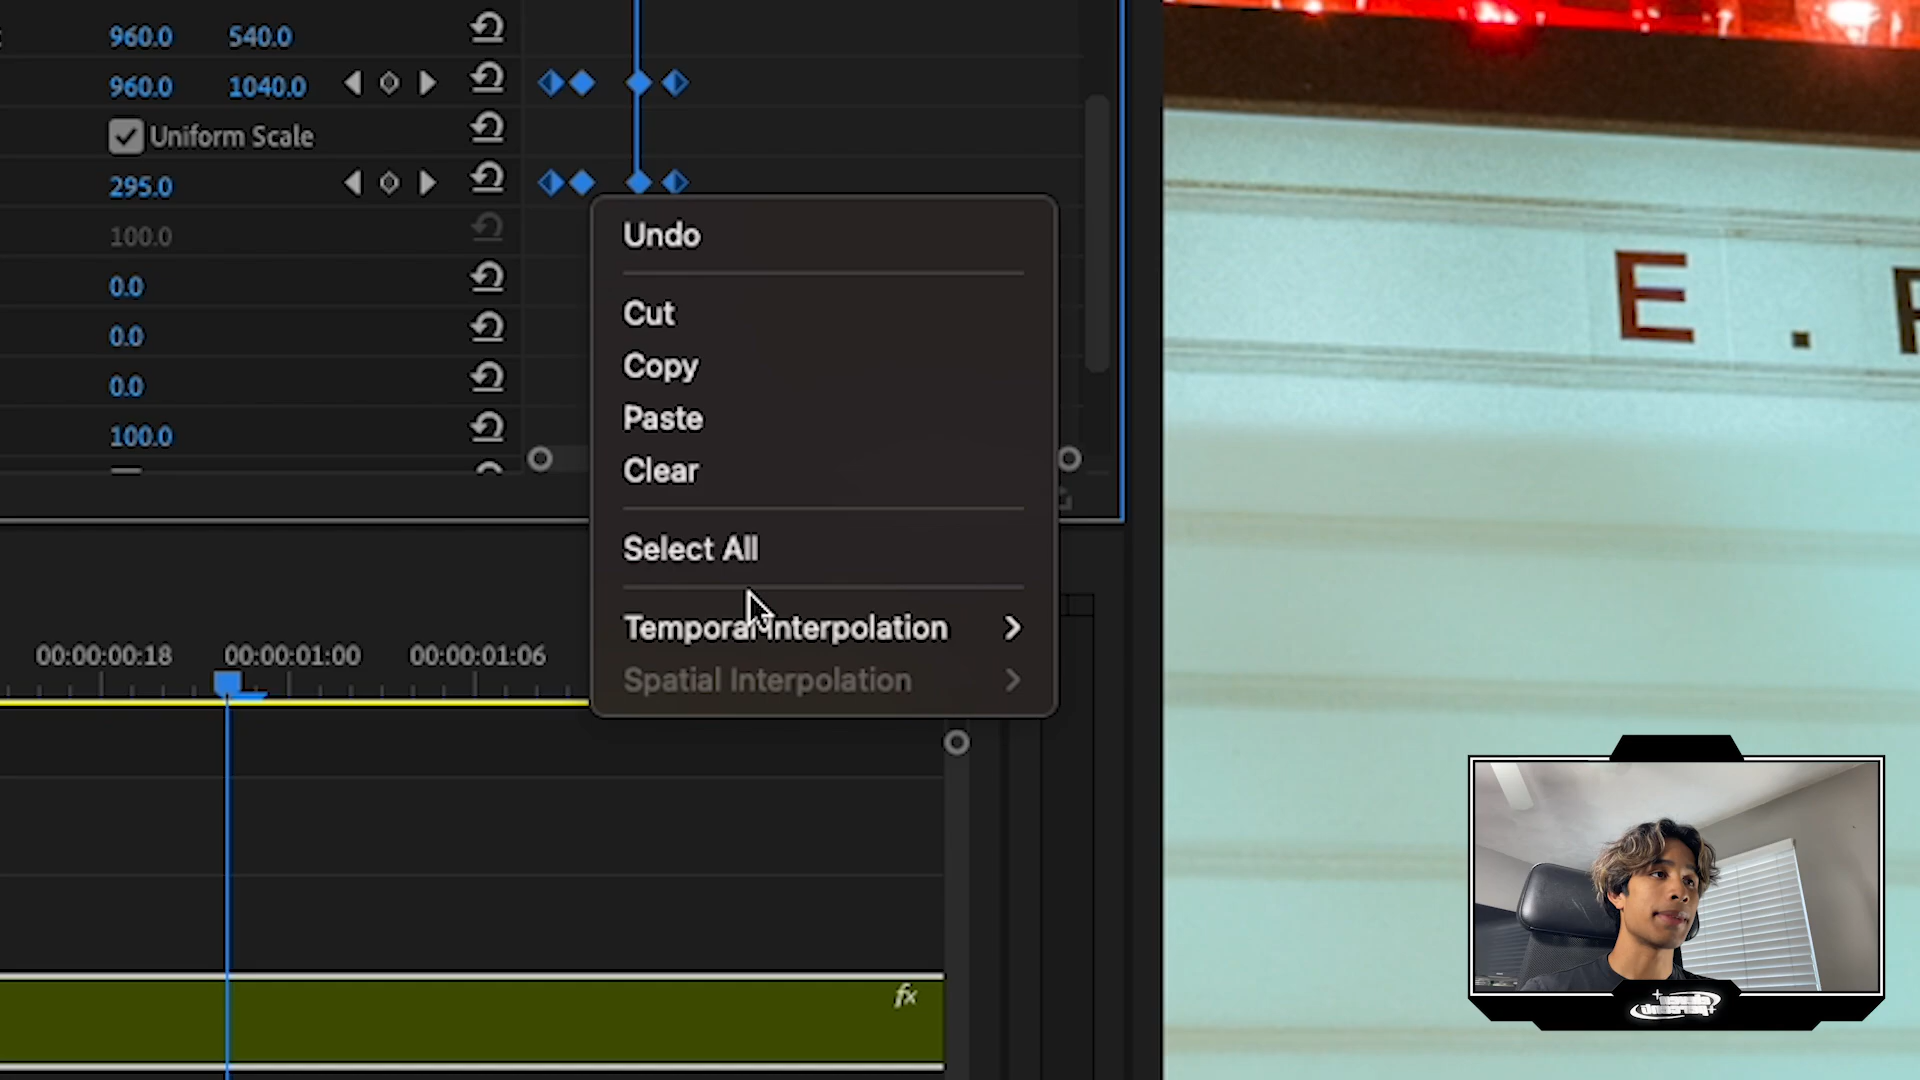 960.0 540.0
960.0 1040.0
Uniform Scale
295.0
100.0
0.0
0.0
0.0
100.0
Undo
Cut
Copy
Paste
Clear
Select All
Temporal Interpolation
Spatial Interpolation
00:00:00:18 00:00:01:00 00:00:01:06
fx
E.